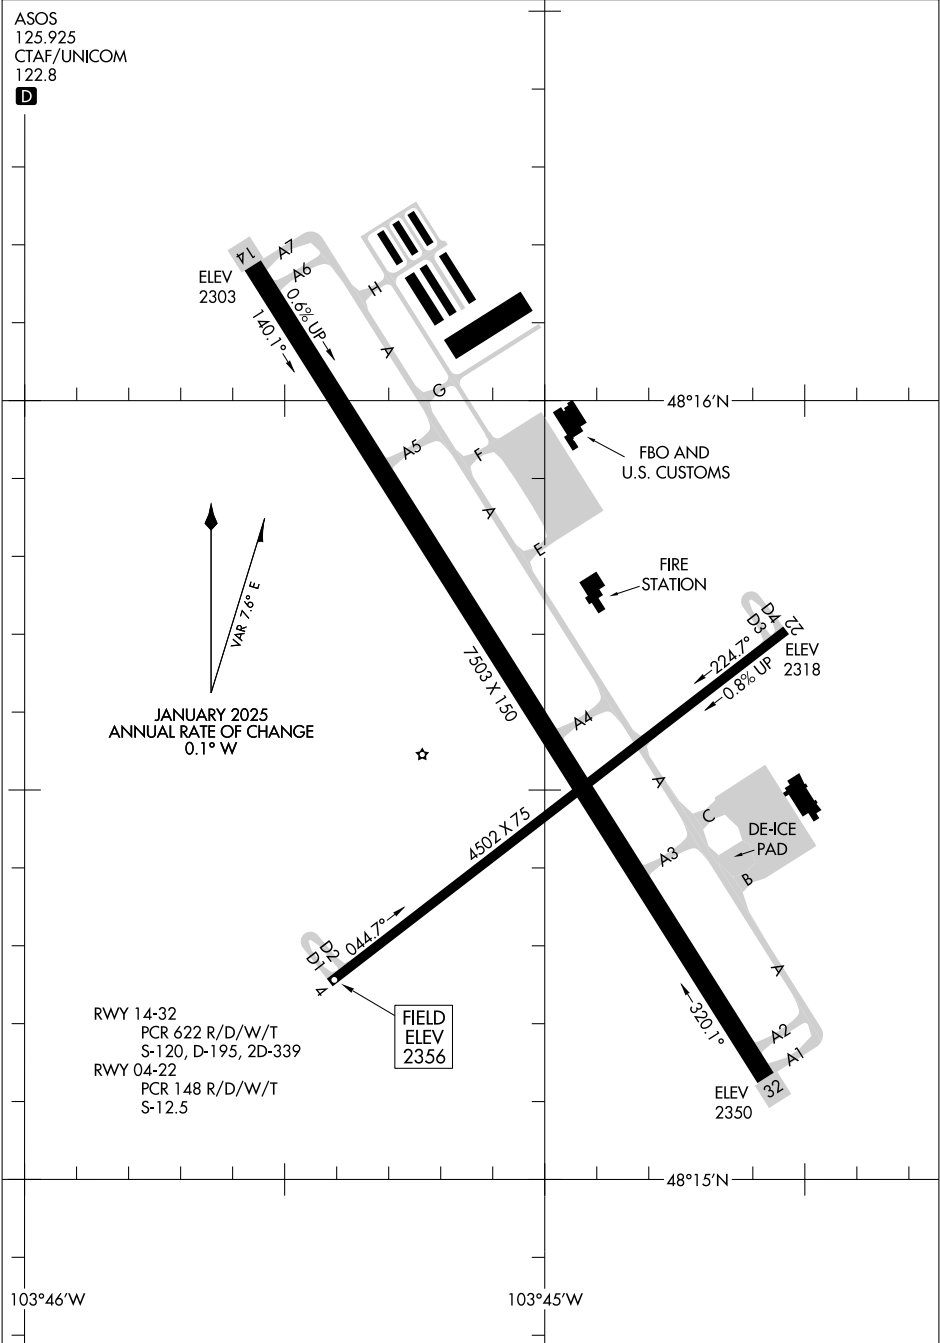 ASOS
125.925
CTAF/UNICOM
122.8
D
14
A7
A6
ELEV
2303
0.6% UP
140.1°
H
A
G
48°16'N
A5
F
FBO AND
U.S. CUSTOMS
A
E
FIRE
STATION
VAR 7.6° E
D4
D3
22
224.7°
0.8% UP
ELEV
2318
7503 X 150
JANUARY 2025
ANNUAL RATE OF CHANGE
0.1° W
A4
A
C
4502 X 75
DE-ICE
PAD
A3
B
044.7°
D2
D1
4
A
FIELD
ELEV
2356
RWY 14-32
PCR 622 R/D/W/T
S-120, D-195, 2D-339
RWY 04-22
PCR 148 R/D/W/T
S-12.5
320.1°
A2
A1
32
ELEV
2350
48°15'N
103°46'W
103°45'W